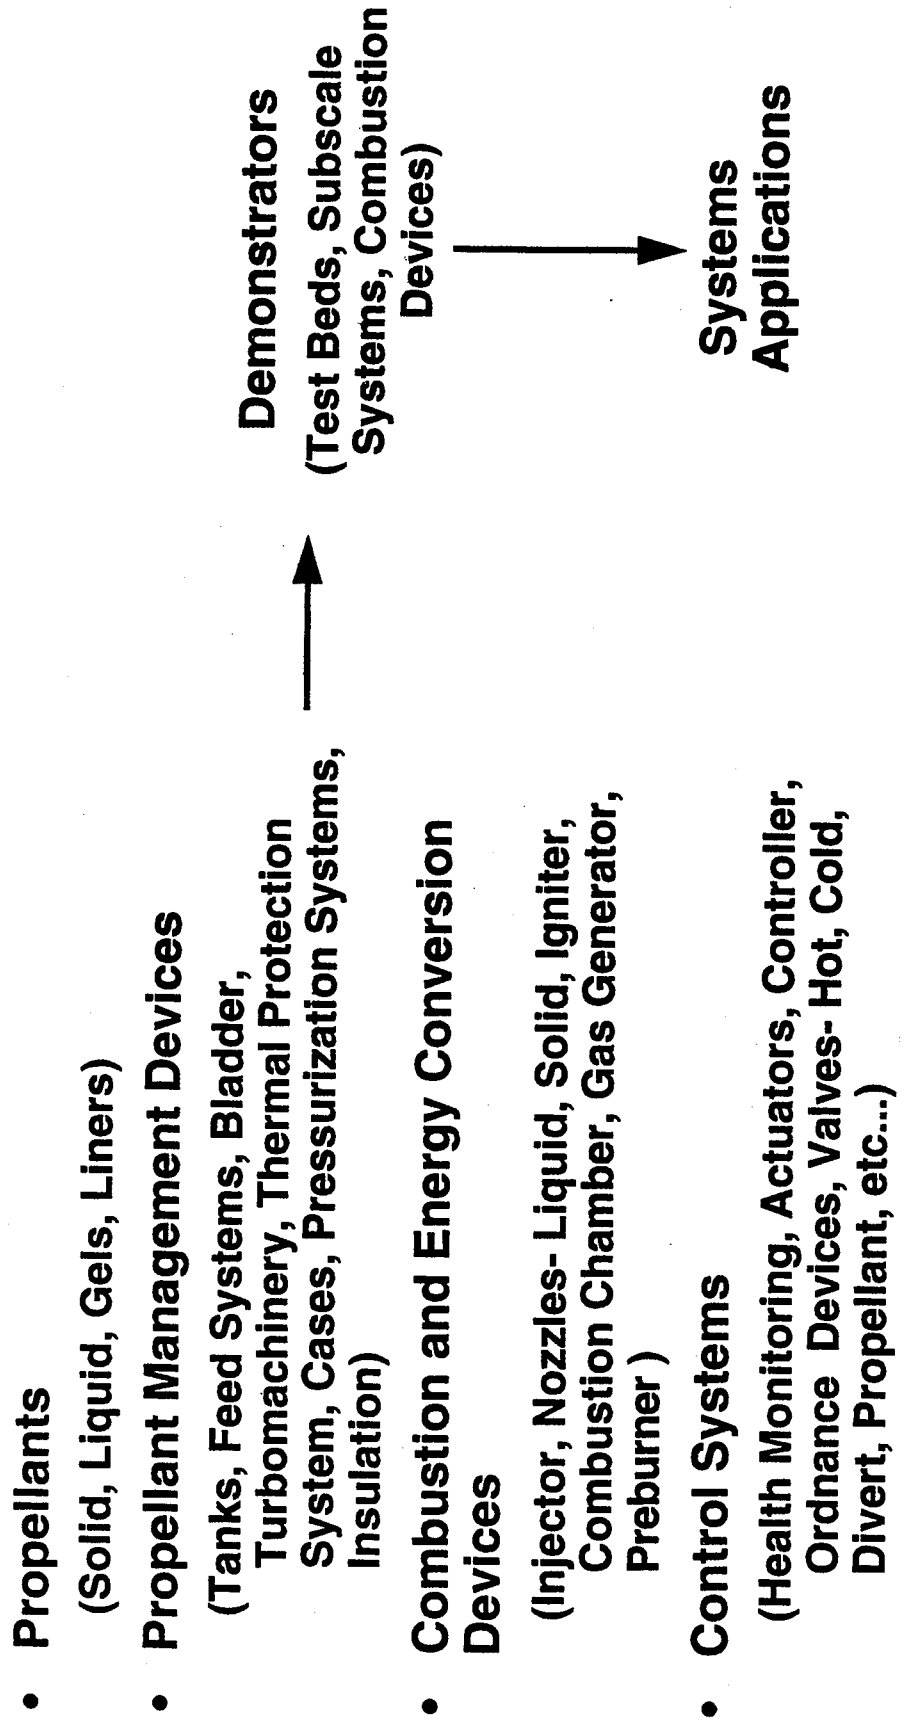 • Propellants
(Solid, Liquid, Gels, Liners)
• Propellant Management Devices
(Tanks, Feed Systems, Bladder,
Turbomachinery, Thermal Protection
System, Cases, Pressurization Systems,
Insulation)
• Combustion and Energy Conversion
Devices
(Injector, Nozzles- Liquid, Solid, Igniter,
Combustion Chamber, Gas Generator,
Preburner )
• Control Systems
(Health Monitoring, Actuators, Controller,
Ordnance Devices, Valves- Hot, Cold,
Divert, Propellant, etc...)
Demonstrators
(Test Beds, Subscale
Systems, Combustion
Devices)
Systems
Applications